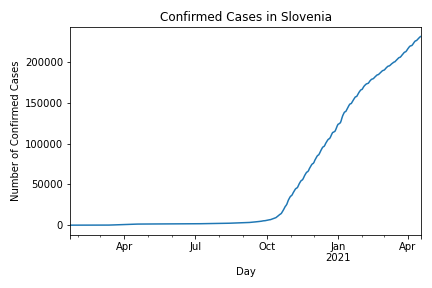 Confirmed Cases in Slovenia
Number of Confirmed Cases
200000
150000
100000
50000
0
Apr
Jul
Oct
Jan
2021
Apr
Day